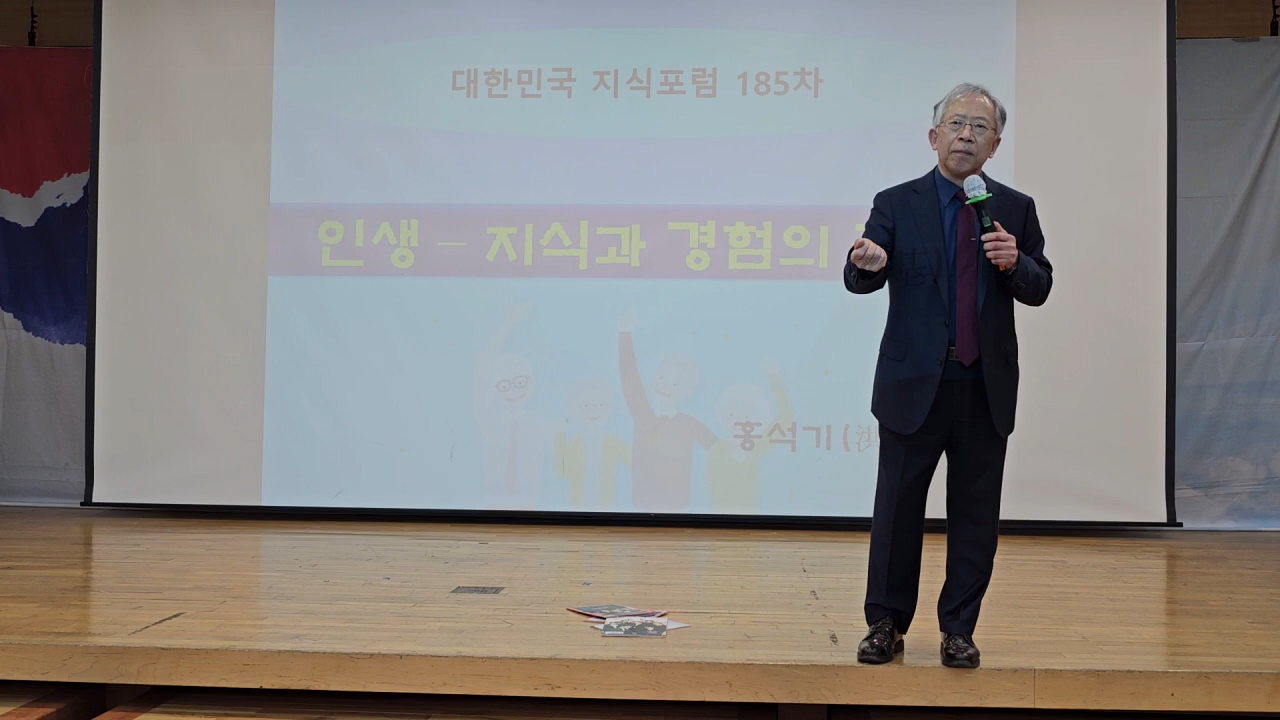 대한민국 지식포럼 185차
인생 – 지식과 경험의
홍석기(洪